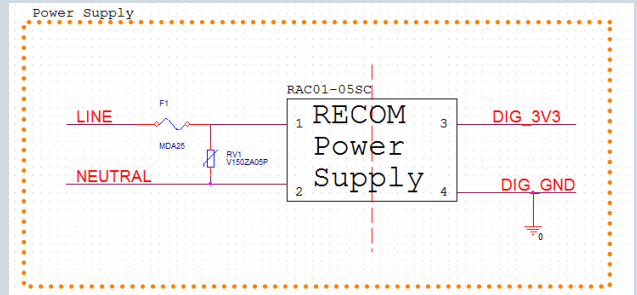 Power Supply
RAC01-05SC
F1
LINE
MDA25
1
RECOM
Power
Supply
3
DIG_3V3
RV1
V150ZA05P
NEUTRAL
2
4
DIG_GND
0